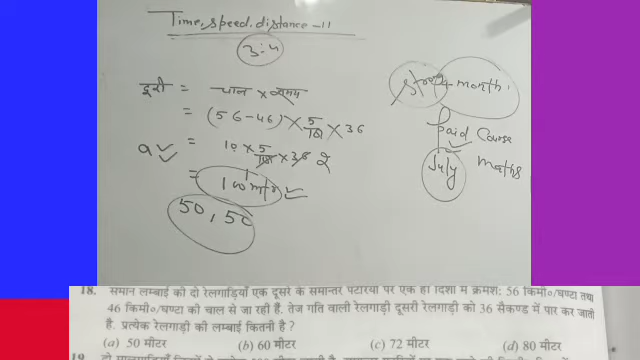 Time, speed, distance -11
3:4
दूरी = चाल × समय
= (56-46) × 5/18 × 36
= 10 × 5/18 × 36 2
a
= 100 mtr
50, 50
4-month
Paid Course
July Maths
18. समान लम्बाई की दो रेलगाड़ियाँ एक दूसरे के समान्तर पटरियों पर एक ही दिशा में क्रमशः 56 कि॰मी॰/घण्टा तथा
46 कि॰मी॰/घण्टा की चाल से जा रही हैं. तेज गति वाली रेलगाड़ी दूसरी रेलगाड़ी को 36 सैकण्ड में पार कर जाती
है. प्रत्येक रेलगाड़ी की लम्बाई कितनी है ?
(a) 50 मीटर (b) 60 मीटर (c) 72 मीटर (d) 80 मीटर